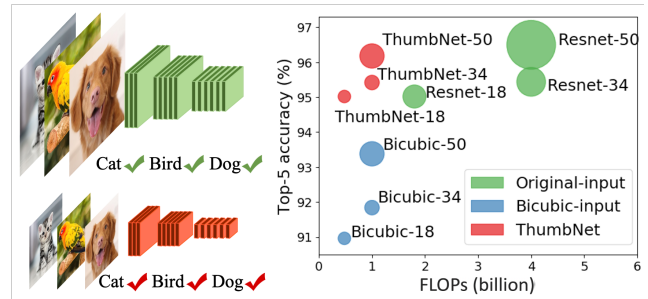 Cat Bird Dog
Cat Bird Dog
Top-5 accuracy (%)
97
96
95
94
93
92
91
ThumbNet-50
Resnet-50
ThumbNet-34
Resnet-34
Resnet-18
ThumbNet-18
Bicubic-50
Bicubic-34
Bicubic-18
Original-input
Bicubic-input
ThumbNet
0 1 2 3 4 5 6
FLOPs (billion)